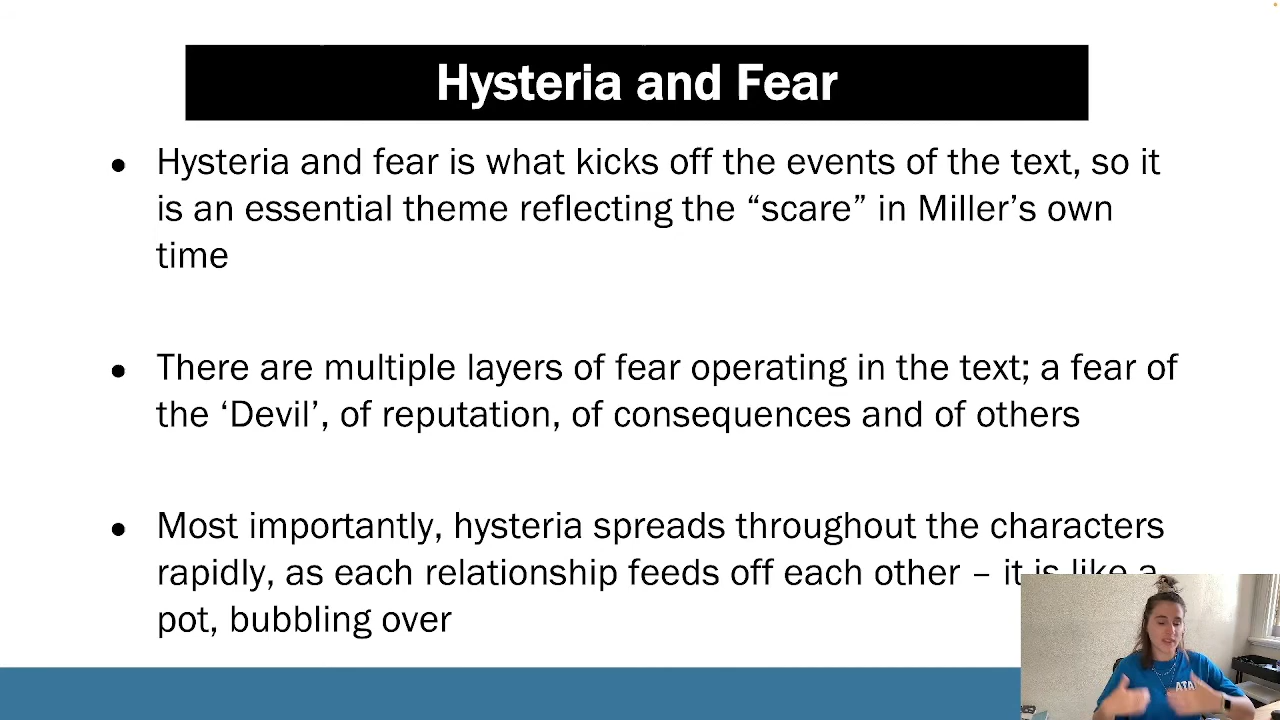 Hysteria and Fear
• Hysteria and fear is what kicks off the events of the text, so it
is an essential theme reflecting the “scare” in Miller’s own
time
• There are multiple layers of fear operating in the text; a fear of
the ‘Devil’, of reputation, of consequences and of others
• Most importantly, hysteria spreads throughout the characters
rapidly, as each relationship feeds off each other – it is like a
pot, bubbling over